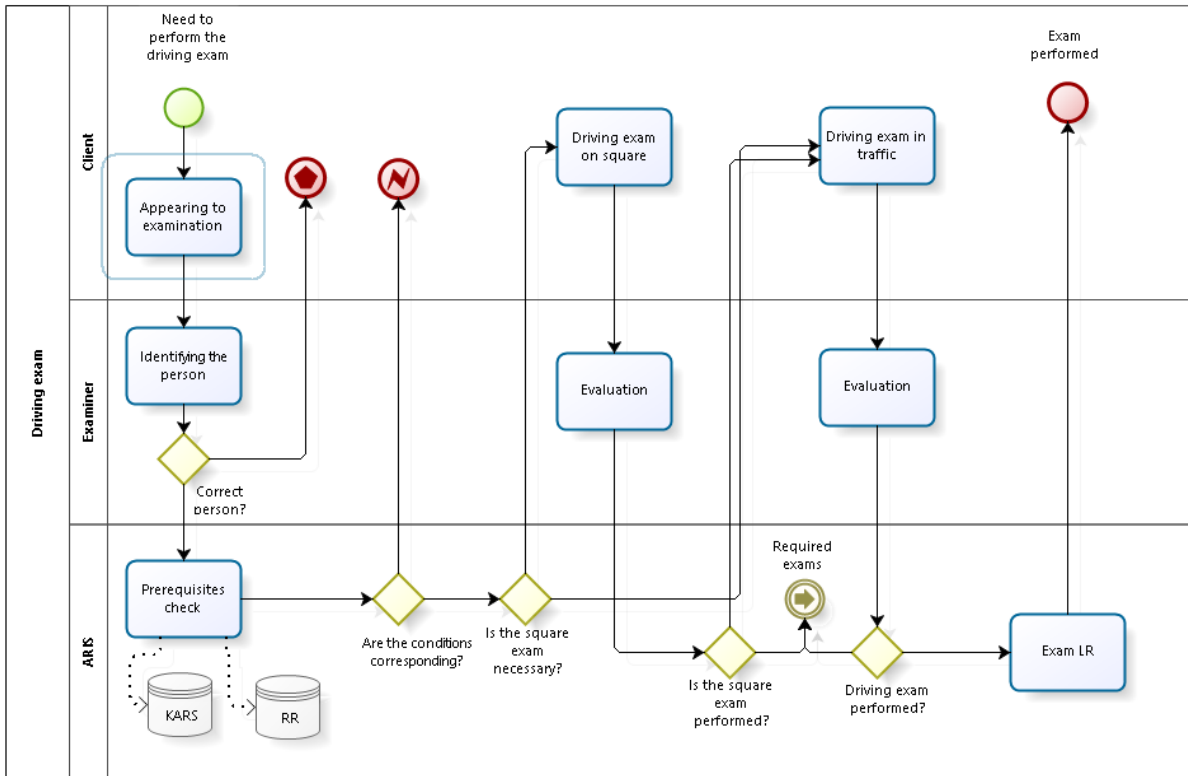 Driving exam
Client
Examiner
ARIS
Need to
perform the
driving exam
Exam
performed
Appearing to
examination
Driving exam
on square
Driving exam in
traffic
Identifying the
person
Evaluation
Evaluation
Correct
person?
Prerequisites
check
Are the conditions
corresponding?
Is the square
exam
necessary?
Required
exams
Is the square
exam
performed?
Driving exam
performed?
Exam LR
KARS
RR